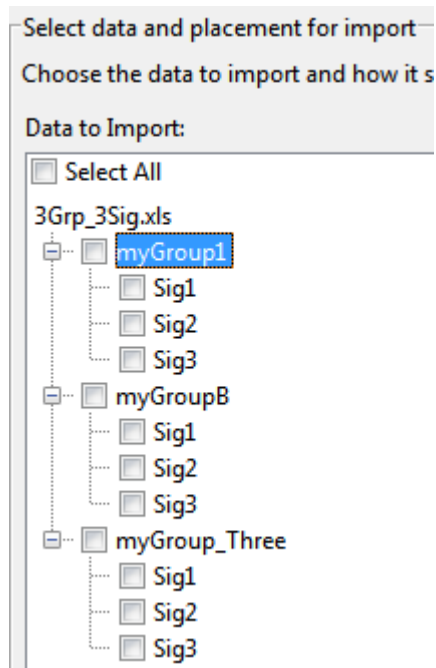 Select data and placement for import
Choose the data to import and how it s
Data to Import:
Select All
3Grp_3Sig.xls
myGroup1
Sig1
Sig2
Sig3
myGroupB
Sig1
Sig2
Sig3
myGroup_Three
Sig1
Sig2
Sig3